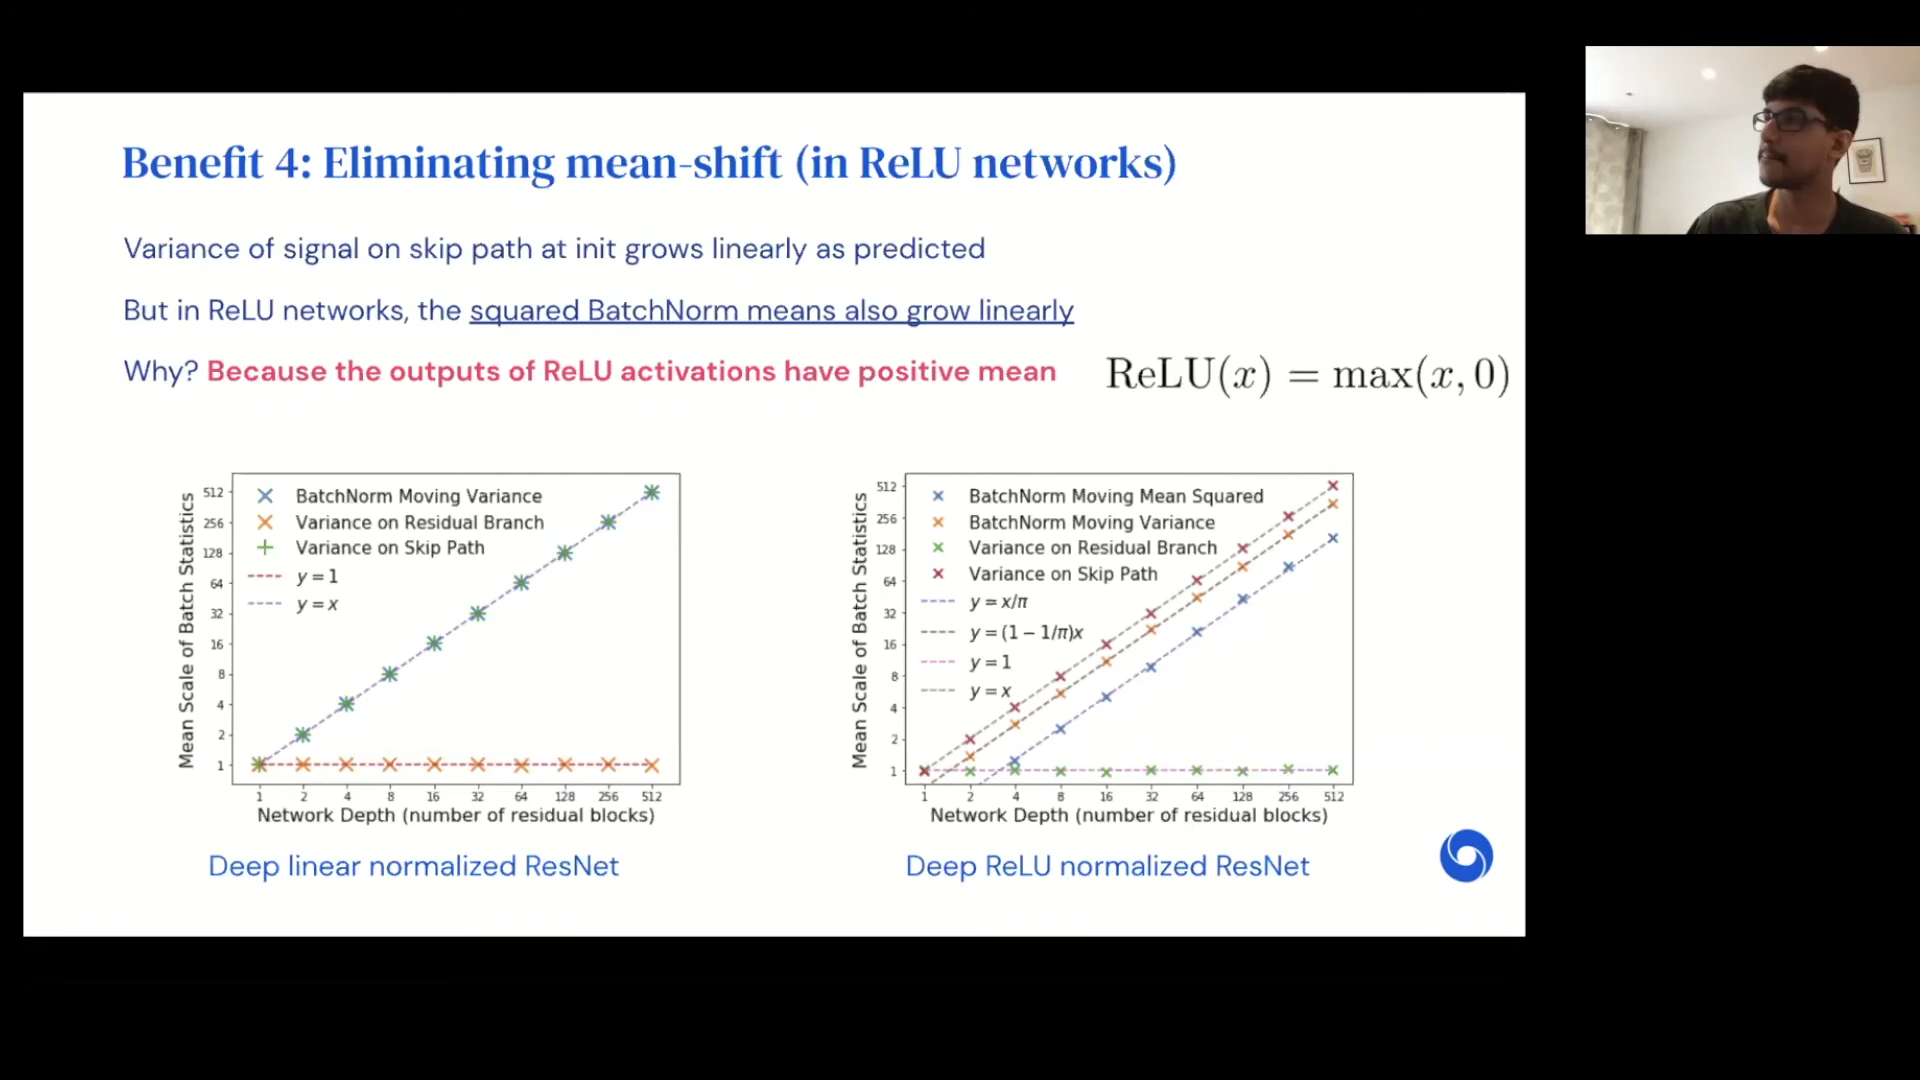 Benefit 4: Eliminating mean-shift (in ReLU networks)
Variance of signal on skip path at init grows linearly as predicted
But in ReLU networks, the squared BatchNorm means also grow linearly
Why? Because the outputs of ReLU activations have positive mean
ReLU(x) = max(x, 0)
Mean Scale of Batch Statistics
512
256
128
64
32
16
8
4
2
1
BatchNorm Moving Variance
Variance on Residual Branch
Variance on Skip Path
y = 1
y = x
1 2 4 8 16 32 64 128 256 512
Network Depth (number of residual blocks)
Deep linear normalized ResNet
Mean Scale of Batch Statistics
512
256
128
64
32
16
8
4
2
1
BatchNorm Moving Mean Squared
BatchNorm Moving Variance
Variance on Residual Branch
Variance on Skip Path
y = x/π
y = (1 − 1/π)x
y = 1
y = x
1 2 4 8 16 32 64 128 256 512
Network Depth (number of residual blocks)
Deep ReLU normalized ResNet